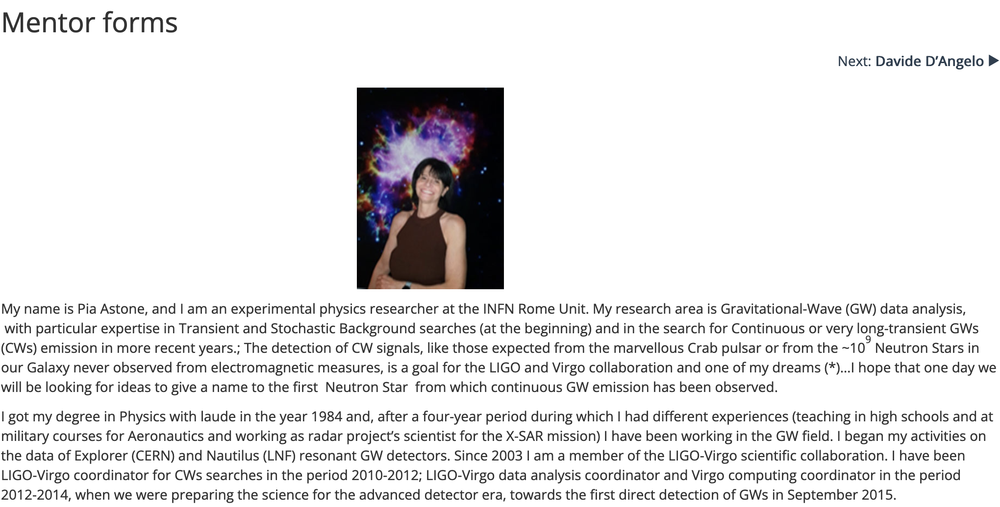 Mentor forms
Next: Davide D’Angelo ▶
My name is Pia Astone, and I am an experimental physics researcher at the INFN Rome Unit. My research area is Gravitational-Wave (GW) data analysis,
with particular expertise in Transient and Stochastic Background searches (at the beginning) and in the search for Continuous or very long-transient GWs
(CWs) emission in more recent years.; The detection of CW signals, like those expected from the marvellous Crab pulsar or from the ~10⁹ Neutron Stars in
our Galaxy never observed from electromagnetic measures, is a goal for the LIGO and Virgo collaboration and one of my dreams (*)…I hope that one day we
will be looking for ideas to give a name to the first  Neutron Star  from which continuous GW emission has been observed.
I got my degree in Physics with laude in the year 1984 and, after a four-year period during which I had different experiences (teaching in high schools and at
military courses for Aeronautics and working as radar project’s scientist for the X-SAR mission) I have been working in the GW field. I began my activities on
the data of Explorer (CERN) and Nautilus (LNF) resonant GW detectors. Since 2003 I am a member of the LIGO-Virgo scientific collaboration. I have been
LIGO-Virgo coordinator for CWs searches in the period 2010-2012; LIGO-Virgo data analysis coordinator and Virgo computing coordinator in the period
2012-2014, when we were preparing the science for the advanced detector era, towards the first direct detection of GWs in September 2015.